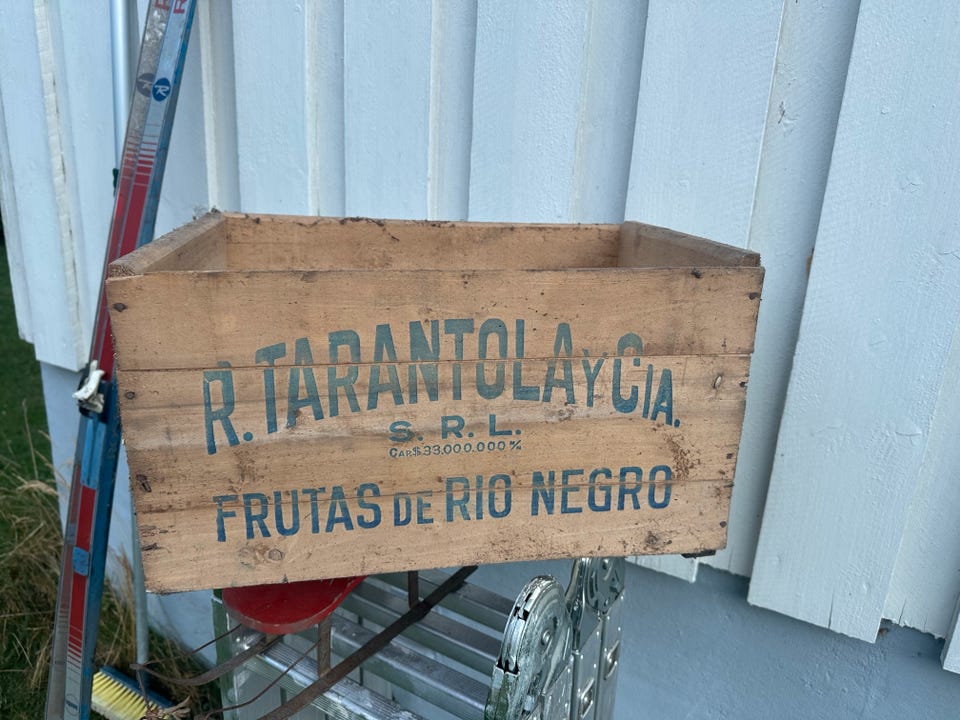 R. TARANTOLA Y CIA.
S. R. L.
CAP. $ 33.000.000 %
FRUTAS DE RIO NEGRO